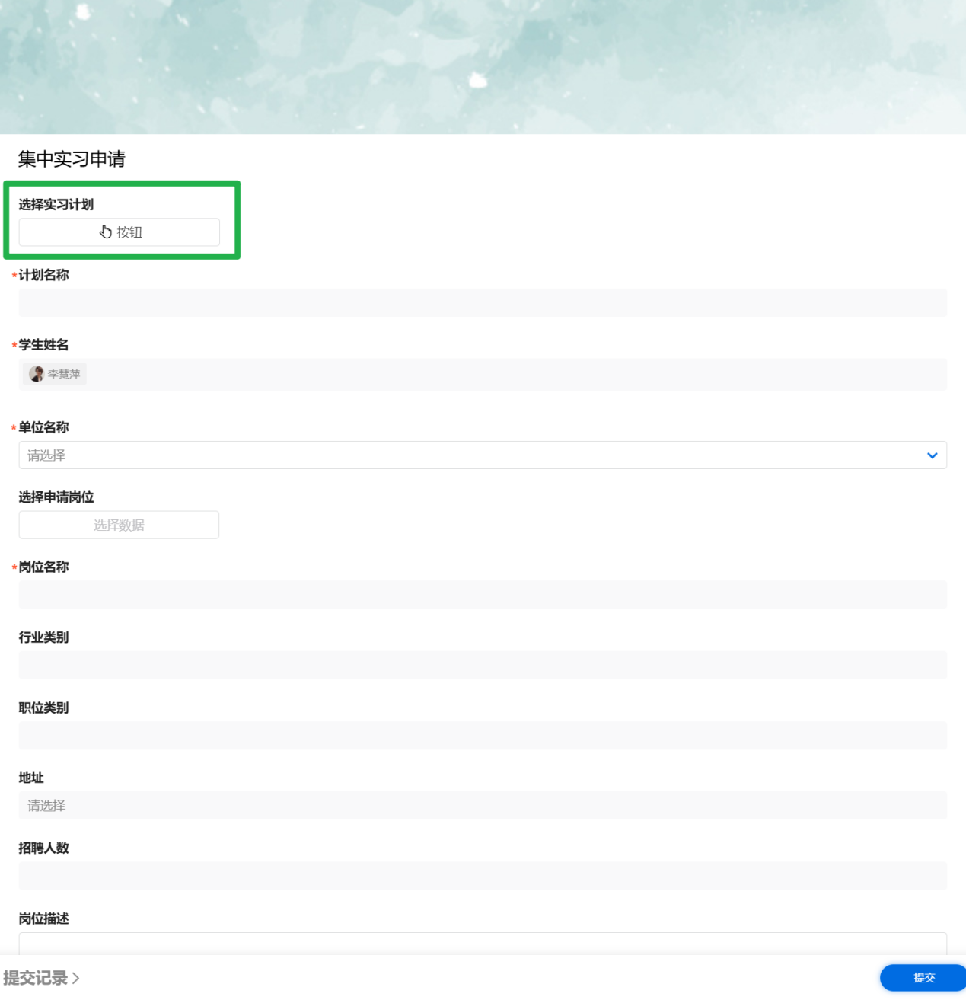 集中实习申请
选择实习计划
按钮
*计划名称
*学生姓名
李慧萍
*单位名称
请选择
选择申请岗位
选择数据
*岗位名称
行业类别
职位类别
地址
请选择
招聘人数
岗位描述
提交记录 >
提交